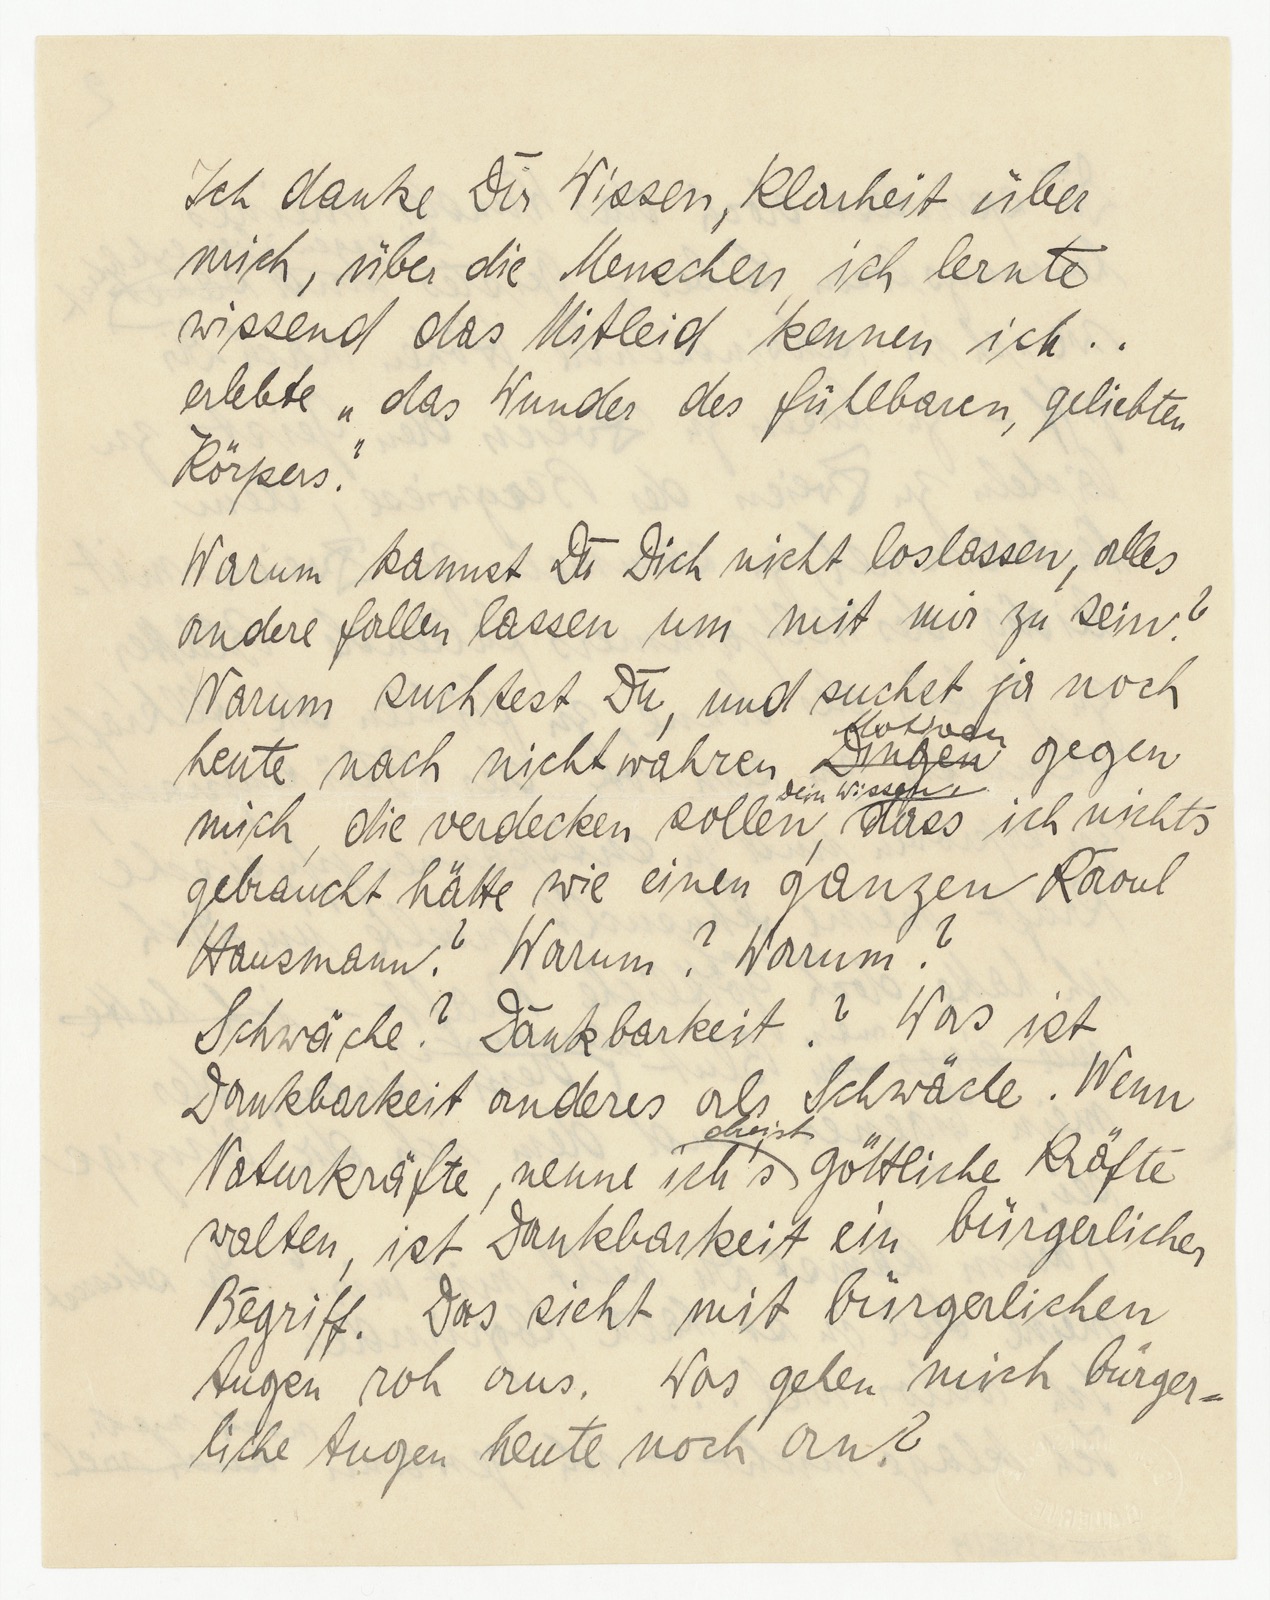 Ich danke Dir Wissen, Klarheit über
mich, über die Menschen, ich lernte
wissend das Mitleid kennen ich . .
erlebte „das Wunder des fühlbaren, geliebten
Körpers."
Warum kannst Du Dich nicht loslassen, alles
andere fallen lassen um mit mir zu sein?
Warum suchtest Du, und suchst ja noch
Motiven
heute nach nicht wahren Dingen gegen
Dein Wissen,
mich, die verdecken sollen, dass ich nichts
gebraucht hätte wie einen ganzen Raoul
Hausmann? Warum? Warum?
Schwäche? Dankbarkeit? Was ist
Dankbarkeit anderes als Schwäche. Wenn
Naturkräfte, nenne ich's göttliche Kräfte
walten, ist Dankbarkeit ein bürgerlicher
Begriff. Das sieht mit bürgerlichen
Augen roh aus. Was gehen mich bürger=
liche Augen heute noch an?